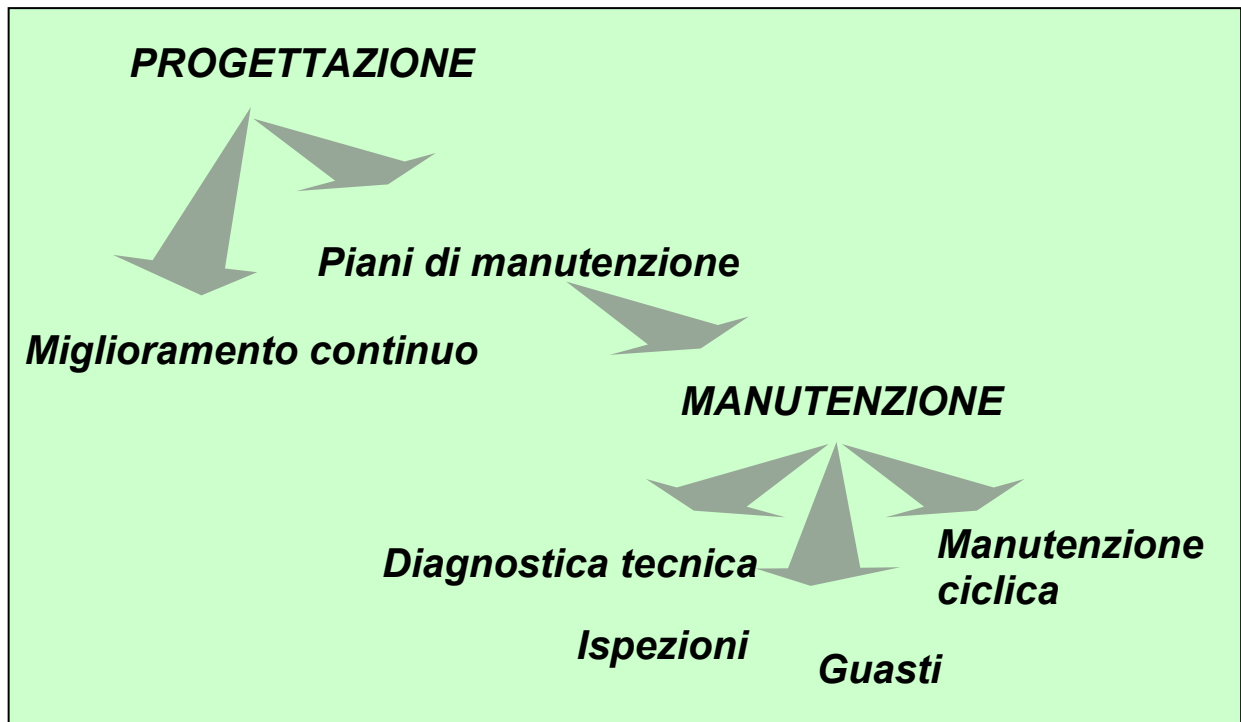 PROGETTAZIONE
Piani di manutenzione
Miglioramento continuo
MANUTENZIONE
Diagnostica tecnica
Manutenzione
ciclica
Ispezioni
Guasti